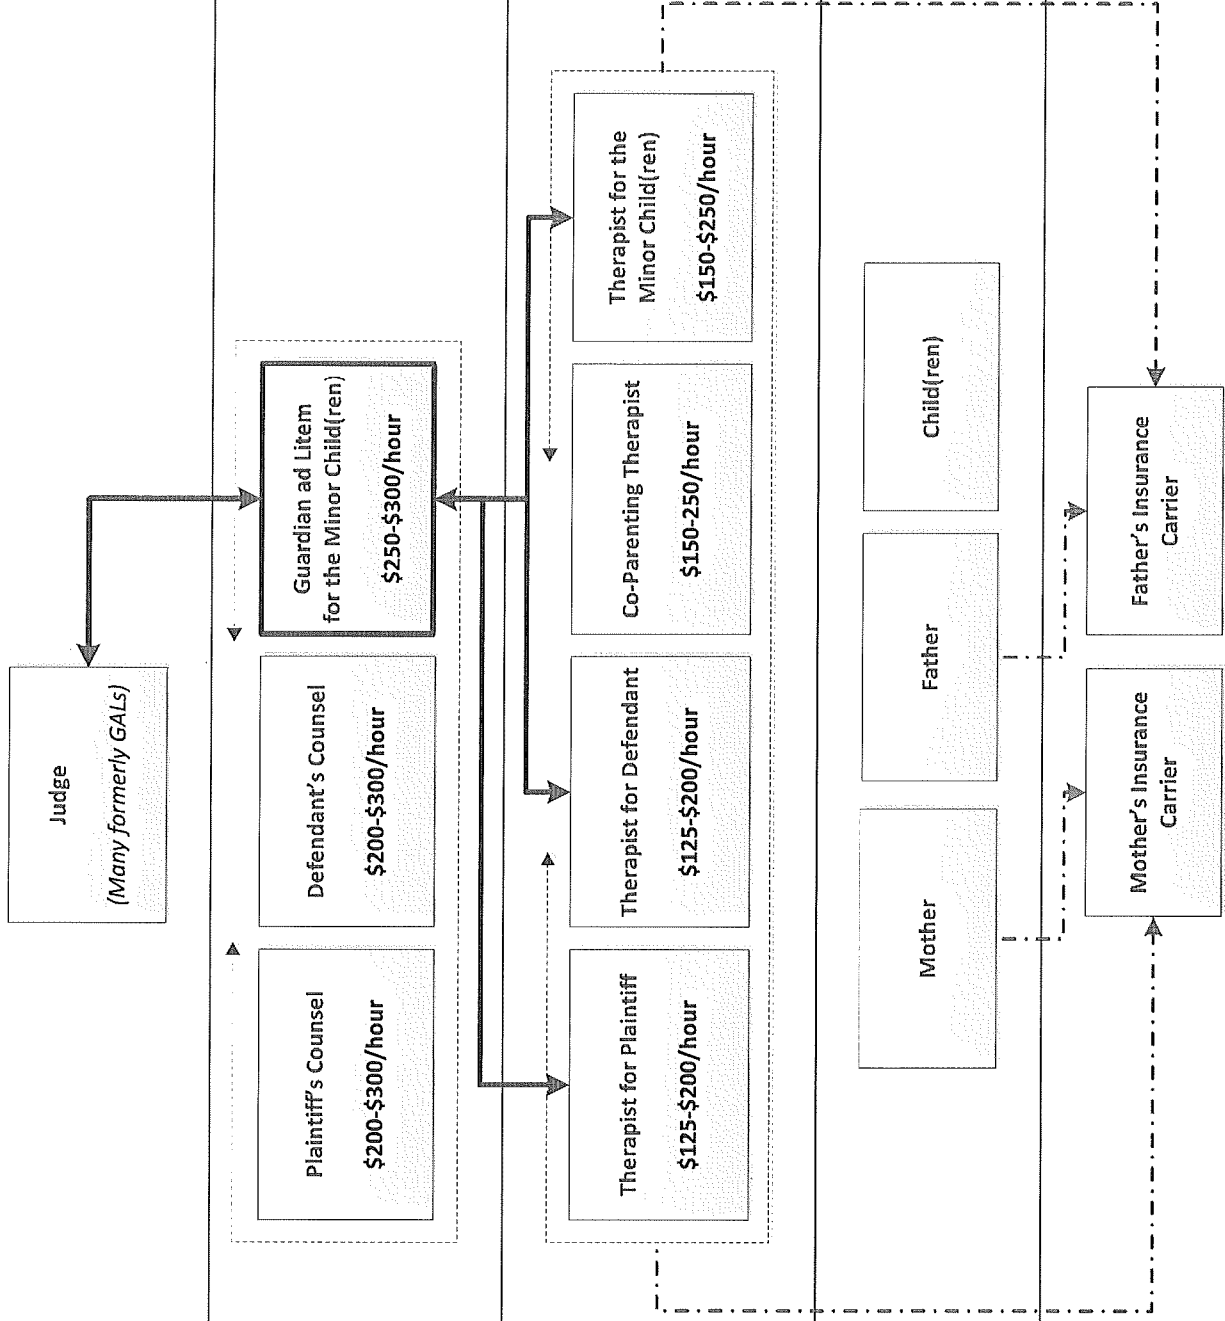 Judge
(Many formerly GALs)
Plaintiff's Counsel
$200-$300/hour
Defendant's Counsel
$200-$300/hour
Guardian ad Litem
for the Minor Child(ren)
$250-$300/hour
Therapist for Plaintiff
$125-$200/hour
Therapist for Defendant
$125-$200/hour
Co-Parenting Therapist
$150-250/hour
Therapist for the
Minor Child(ren)
$150-$250/hour
Mother
Father
Child(ren)
Mother's Insurance
Carrier
Father's Insurance
Carrier